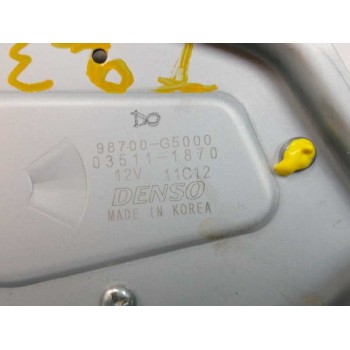 98700-G5000
03511-1870
12V 11C12
DENSO
MADE IN KOREA